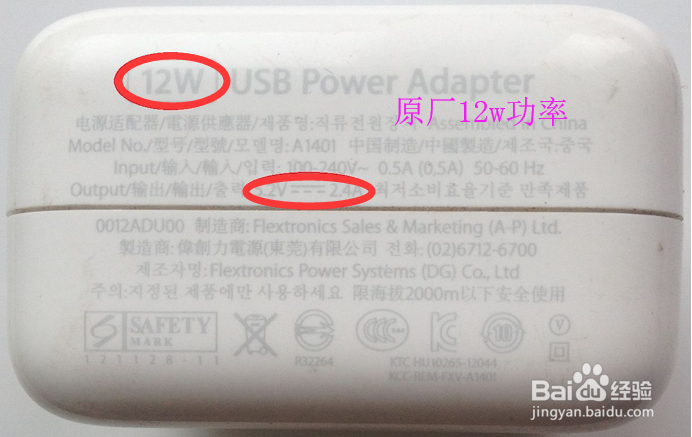 12W USB Power Adapter
原厂12w功率
电源适配器/電源供應器/제품명:직류전원장치 Assembled in China
Model No./型号/型號/모델명: A1401 中国制造/中國製造/제조국:중국
Input/输入/輸入/입력: 100-240V~ 0.5A (0,5A) 50-60 Hz
Output/输出/輸出/출력: 5.2V 2.4A 최저소비효율기준 만족제품
0012ADU00 制造商: Flextronics Sales & Marketing (A-P) Ltd.
製造商: 偉創力電源(東莞)有限公司 전화: (02)6712-6700
제조자명: Flextronics Power Systems (DG) Co., Ltd
주의:지정된 제품에만 사용하세요 限海拔2000m以下安全使用
S SAFETY
MARK
121128-11
R32264
CCC
KTC HU10265-12044
KCC-REM-FXV-A1401
V
Baidu 经验
jingyan.baidu.com